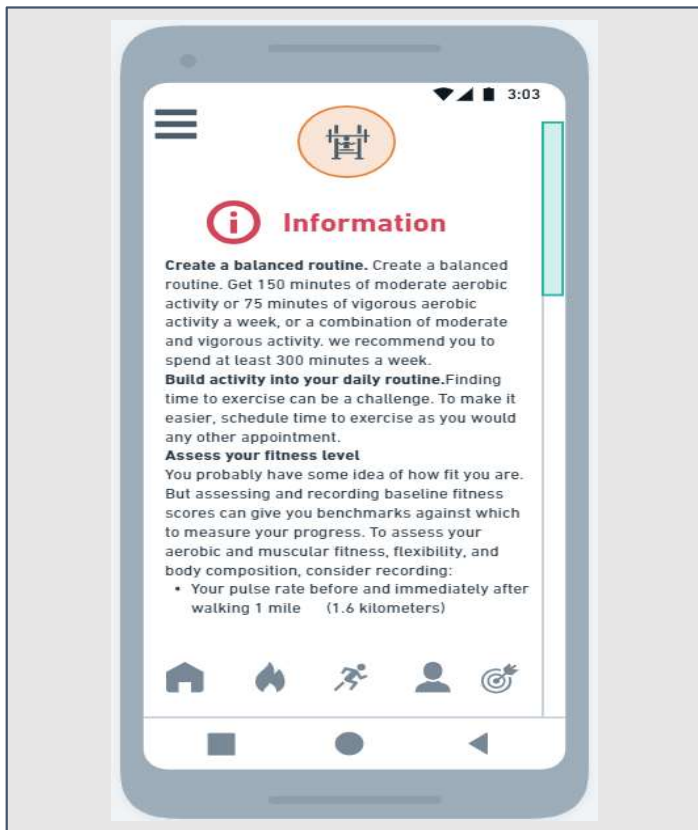 3:03
Information
Create a balanced routine. Create a balanced
routine. Get 150 minutes of moderate aerobic
activity or 75 minutes of vigorous aerobic
activity a week, or a combination of moderate
and vigorous activity. we recommend you to
spend at least 300 minutes a week.
Build activity into your daily routine.Finding
time to exercise can be a challenge. To make it
easier, schedule time to exercise as you would
any other appointment.
Assess your fitness level
You probably have some idea of how fit you are.
But assessing and recording baseline fitness
scores can give you benchmarks against which
to measure your progress. To assess your
aerobic and muscular fitness, flexibility, and
body composition, consider recording:
• Your pulse rate before and immediately after
walking 1 mile (1.6 kilometers)